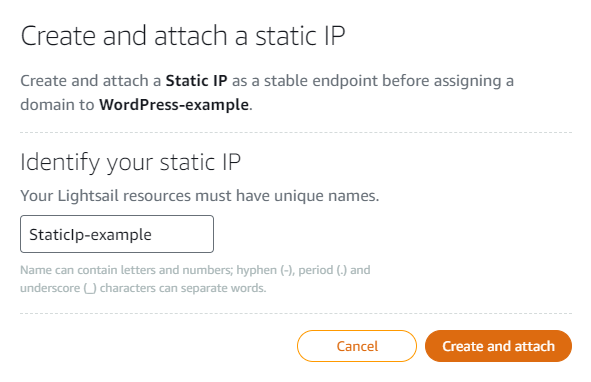 Create and attach a static IP
Create and attach a Static IP as a stable endpoint before assigning a
domain to WordPress-example.
Identify your static IP
Your Lightsail resources must have unique names.
StaticIp-example
Name can contain letters and numbers; hyphen (-), period (.) and
underscore (_) characters can separate words.
Cancel
Create and attach